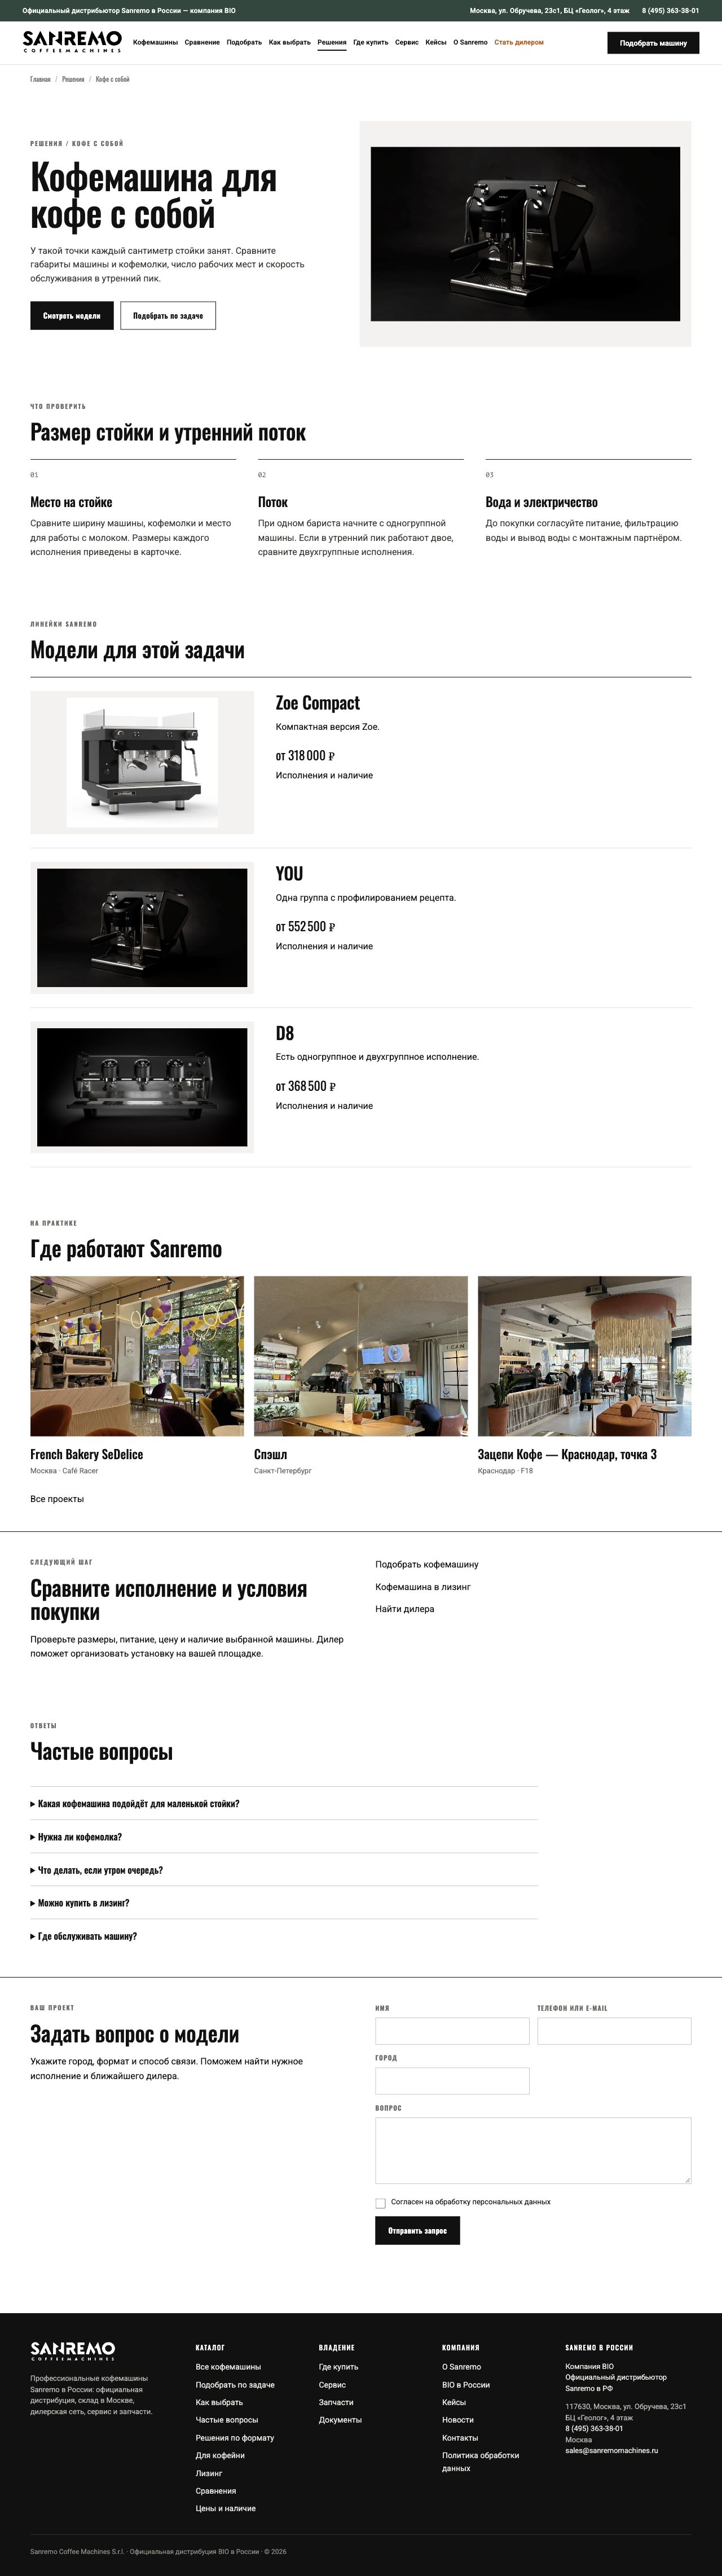 Официальный дистрибьютор Sanremo в России — компания BIO
Москва, ул. Обручева, 23с1, БЦ «Геолог», 4 этаж 8 (495) 363-38-01
SANREMO
COFFEEMACHINES
Кофемашины Сравнение Подобрать Как выбрать Решения Где купить Сервис Кейсы О Sanremo Стать дилером
Подобрать машину
Главная / Решения / Кофе с собой
РЕШЕНИЯ / КОФЕ С СОБОЙ
Кофемашина для
кофе с собой
У такой точки каждый сантиметр стойки занят. Сравните
габариты машины и кофемолки, число рабочих мест и скорость
обслуживания в утренний пик.
Смотреть модели
Подобрать по задаче
ЧТО ПРОВЕРИТЬ
Размер стойки и утренний поток
01
Место на стойке
Сравните ширину машины, кофемолки и место
для работы с молоком. Размеры каждого
исполнения приведены в карточке.
02
Поток
При одном бариста начните с одногруппной
машины. Если в утренний пик работают двое,
сравните двухгруппные исполнения.
03
Вода и электричество
До покупки согласуйте питание, фильтрацию
воды и вывод воды с монтажным партнёром.
ЛИНЕЙКИ SANREMO
Модели для этой задачи
Zoe Compact
Компактная версия Zoe.
от 318 000 ₽
Исполнения и наличие
YOU
Одна группа с профилированием рецепта.
от 552 500 ₽
Исполнения и наличие
D8
Есть одногруппное и двухгруппное исполнение.
от 368 500 ₽
Исполнения и наличие
НА ПРАКТИКЕ
Где работают Sanremo
French Bakery SeDelice
Москва · Café Racer
Спэшл
Санкт-Петербург
Зацепи Кофе — Краснодар, точка 3
Краснодар · F18
Все проекты
СЛЕДУЮЩИЙ ШАГ
Сравните исполнение и условия
покупки
Проверьте размеры, питание, цену и наличие выбранной машины. Дилер
поможет организовать установку на вашей площадке.
Подобрать кофемашину
Кофемашина в лизинг
Найти дилера
ОТВЕТЫ
Частые вопросы
Какая кофемашина подойдёт для маленькой стойки?
Нужна ли кофемолка?
Что делать, если утром очередь?
Можно купить в лизинг?
Где обслуживать машину?
ВАШ ПРОЕКТ
Задать вопрос о модели
Укажите город, формат и способ связи. Поможем найти нужное
исполнение и ближайшего дилера.
ИМЯ
ТЕЛЕФОН ИЛИ E-MAIL
ГОРОД
ВОПРОС
Согласен на обработку персональных данных
Отправить запрос
SANREMO
COFFEEMACHINES
Профессиональные кофемашины
Sanremo в России: официальная
дистрибуция, склад в Москве,
дилерская сеть, сервис и запчасти.
КАТАЛОГ
Все кофемашины
Подобрать по задаче
Как выбрать
Частые вопросы
Решения по формату
Для кофейни
Лизинг
Сравнения
Цены и наличие
ВЛАДЕНИЕ
Где купить
Сервис
Запчасти
Документы
КОМПАНИЯ
О Sanremo
BIO в России
Кейсы
Новости
Контакты
Политика обработки
данных
SANREMO В РОССИИ
Компания BIO
Официальный дистрибьютор
Sanremo в РФ
117630, Москва, ул. Обручева, 23с1
БЦ «Геолог», 4 этаж
8 (495) 363-38-01
Москва
sales@sanremomachines.ru
Sanremo Coffee Machines S.r.l. · Официальная дистрибуция BIO в России · © 2026